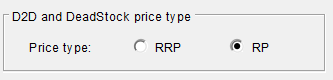 D2D and DeadStock price type
Price type: RRP RP